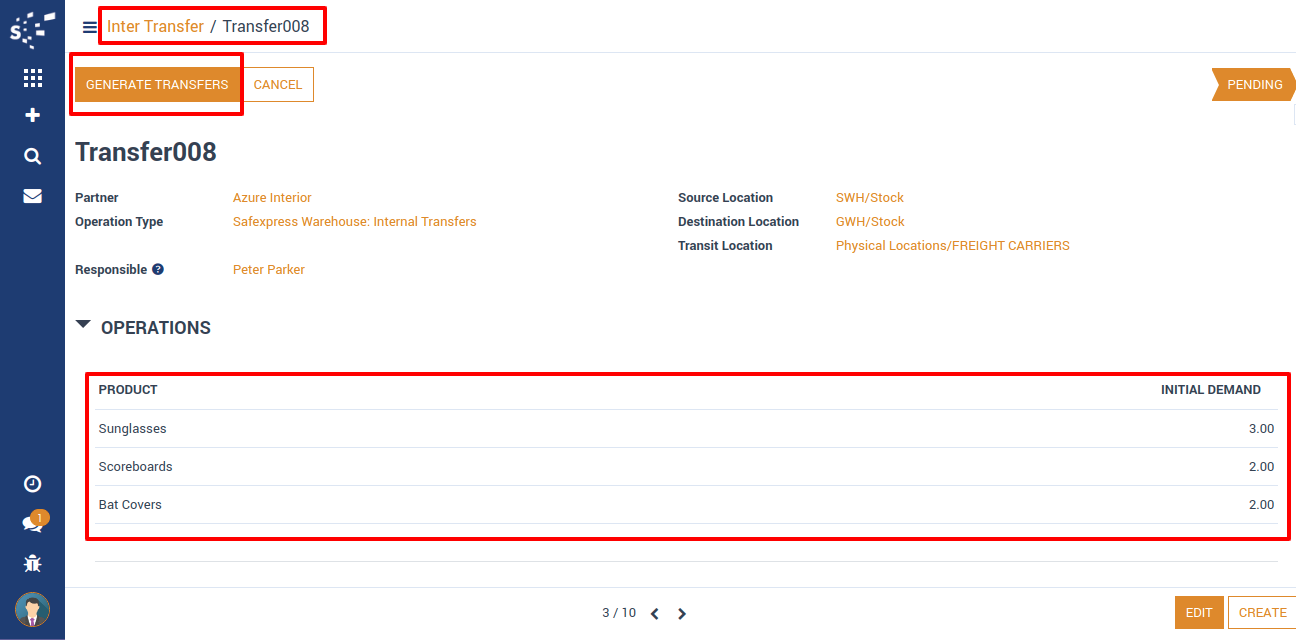 Inter Transfer / Transfer008
GENERATE TRANSFERS CANCEL PENDING
Transfer008
Partner Azure Interior Source Location SWH/Stock
Operation Type Safexpress Warehouse: Internal Transfers Destination Location GWH/Stock
Transit Location Physical Locations/FREIGHT CARRIERS
Responsible ? Peter Parker
OPERATIONS
PRODUCT INITIAL DEMAND
Sunglasses 3.00
Scoreboards 2.00
Bat Covers 2.00
1
3 / 10 EDIT CREATE